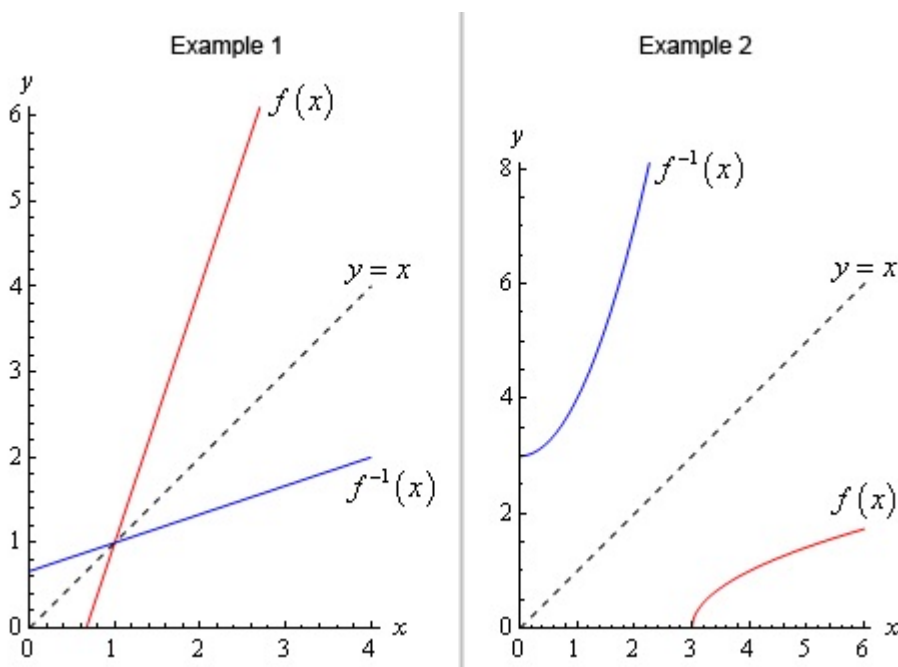 Example 1
y
6
f(x)
5
y = x
4
3
2
f⁻¹(x)
1
0
0 1 2 3 4 x
Example 2
y
8
f⁻¹(x)
6
y = x
4
2
f(x)
0
0 1 2 3 4 5 6 x